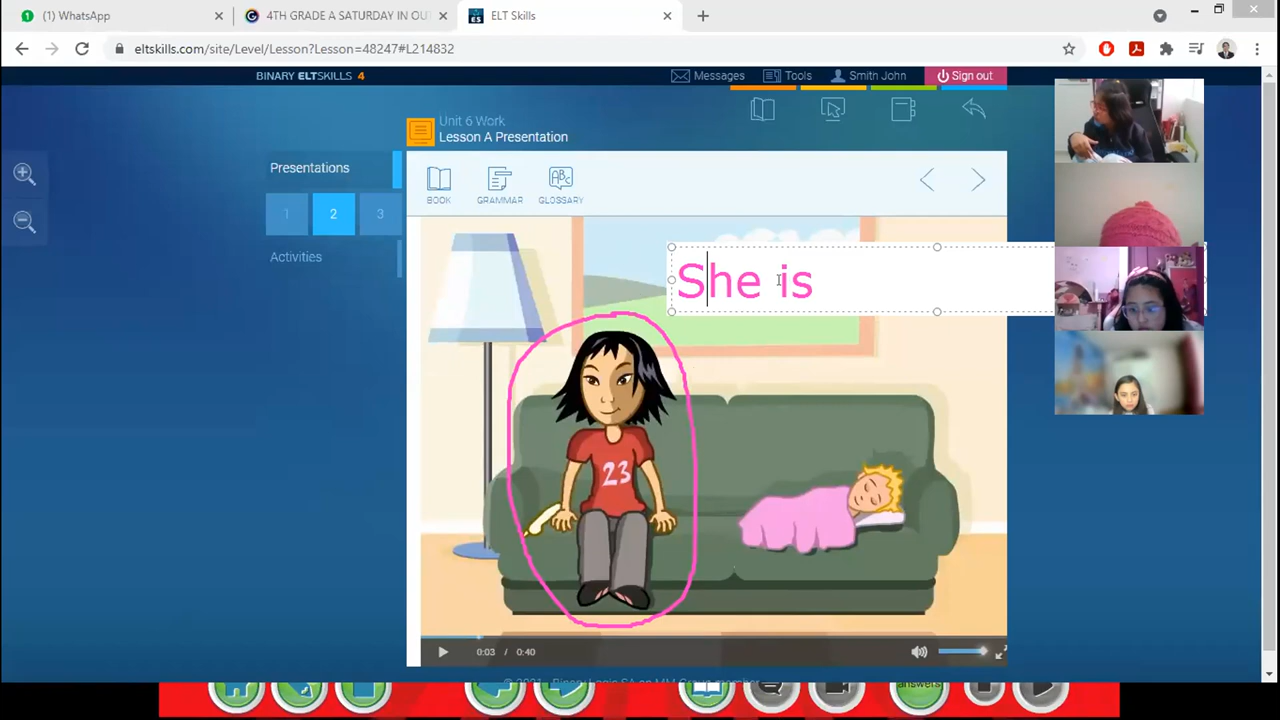 (1) WhatsApp
4TH GRADE A SATURDAY IN OU
ELT Skills
eltskills.com/site/Level/Lesson?Lesson=48247#L214832
BINARY ELTSKILLS 4
Messages
Tools
Smitn John
Sign out
Unit 6 Work
Lesson A Presentation
Presentations
1 2 3
Activities
BOOK
GRAMMAR
ABC
GLOSSARY
She is
23
0:03 / 0:40
answers